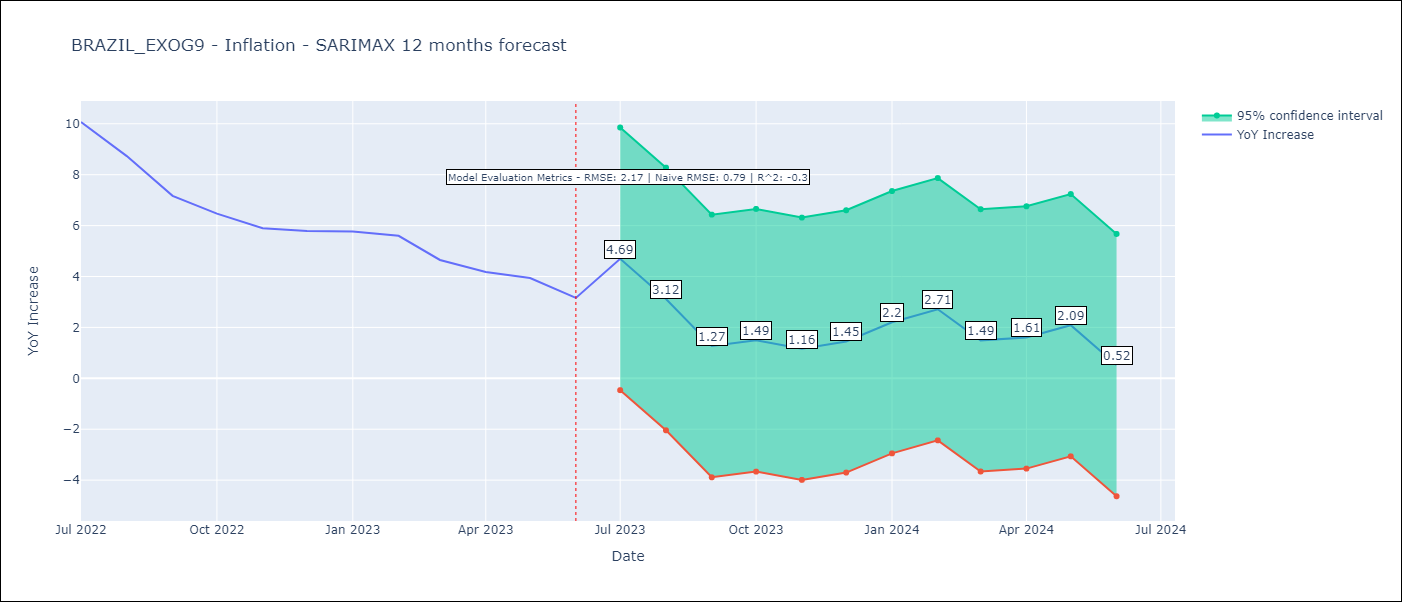 BRAZIL_EXOG9 - Inflation - SARIMAX 12 months forecast
95% confidence interval
YoY Increase
Model Evaluation Metrics - RMSE: 2.17 | Naive RMSE: 0.79 | R^2: -0.3
10
8
6
4
2
0
−2
−4
YoY Increase
4.69
3.12
1.27
1.49
1.16
1.45
2.2
2.71
1.49
1.61
2.09
0.52
Jul 2022
Oct 2022
Jan 2023
Apr 2023
Jul 2023
Oct 2023
Jan 2024
Apr 2024
Jul 2024
Date